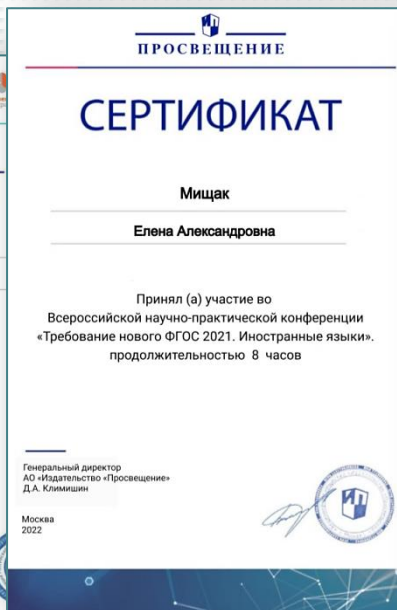 ПРОСВЕЩЕНИЕ
СЕРТИФИКАТ
Мищак
Елена Александровна
Принял (а) участие во
Всероссийской научно-практической конференции
«Требование нового ФГОС 2021. Иностранные языки».
продолжительностью 8 часов
Генеральный директор
АО «Издательство «Просвещение»
Д.А. Климишин
Москва
2022